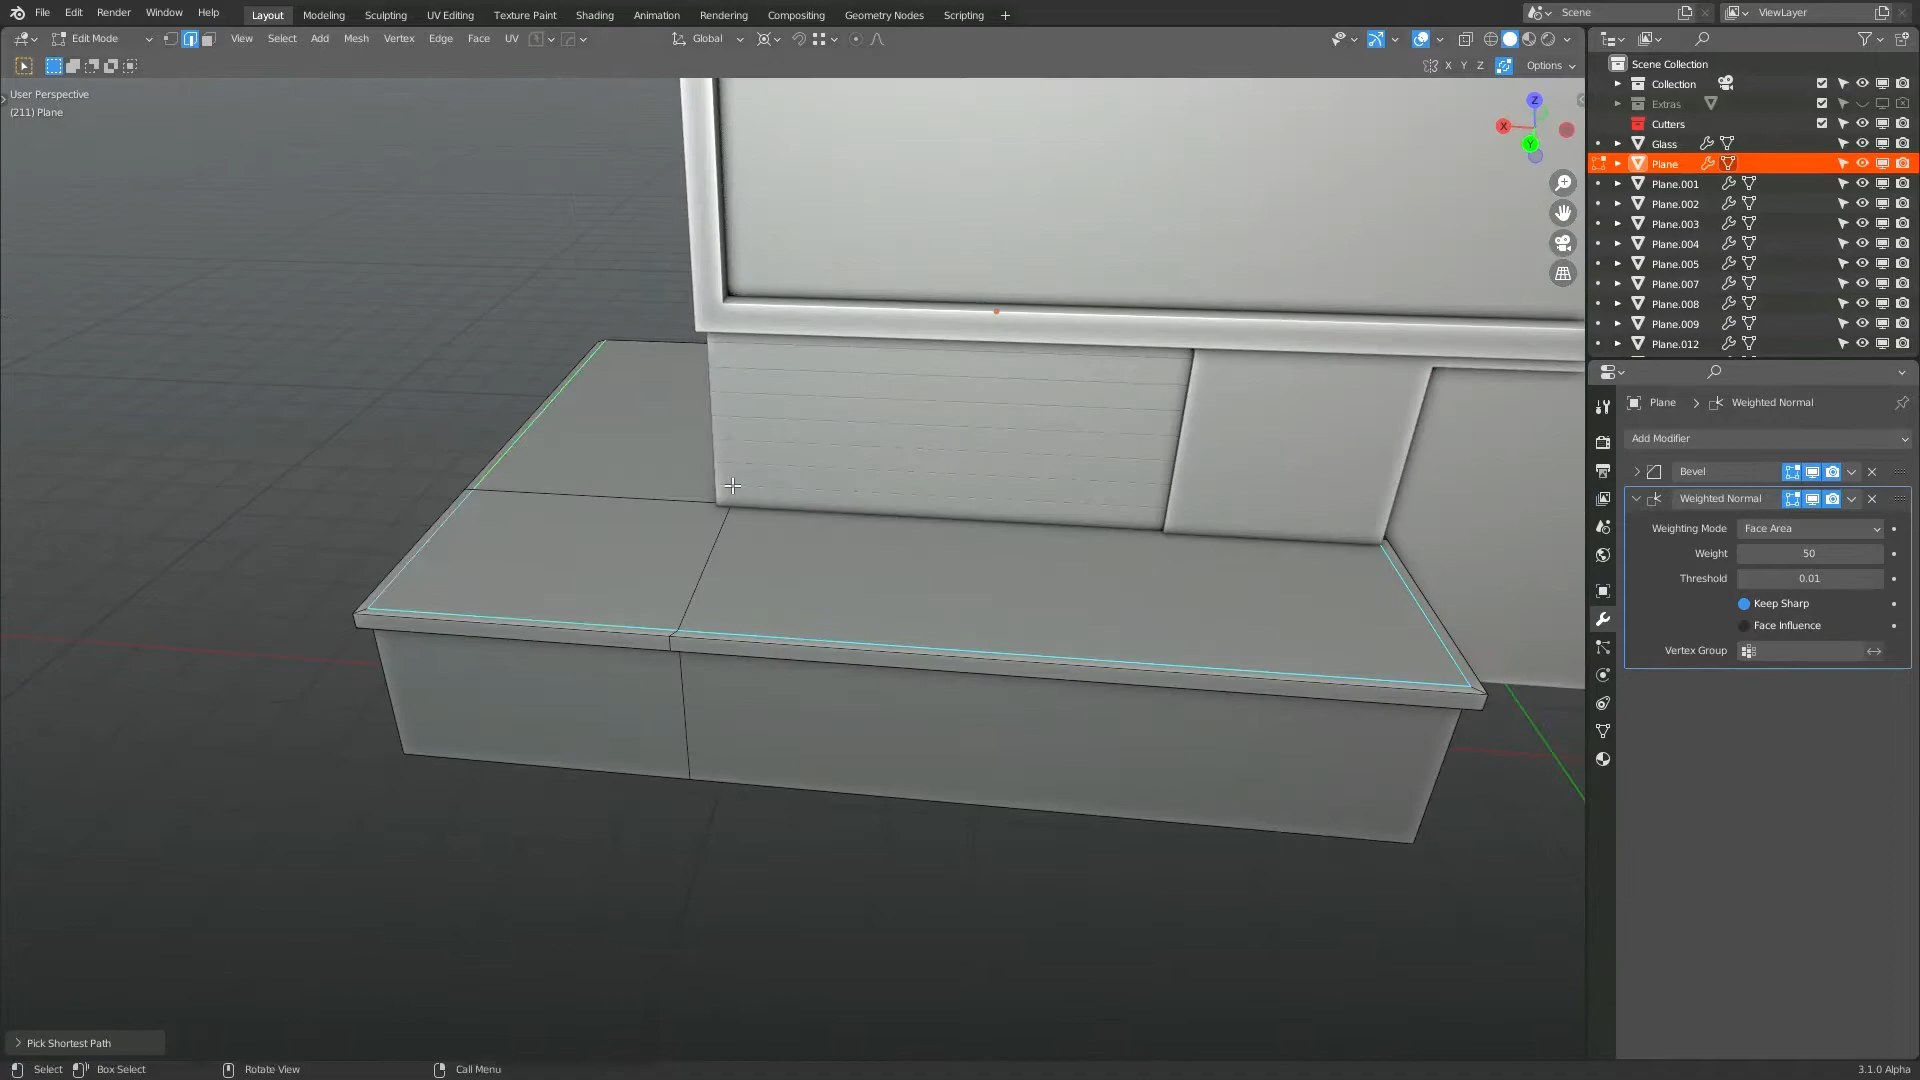 File Edit Render Window Help Layout Modeling Sculpting UV Editing Texture Paint Shading Animation Rendering Compositing Geometry Nodes Scripting + Scene ViewLayer
Edit Mode View Select Add Mesh Vertex Edge Face UV Global
X Y Z Options
User Perspective
(211) Plane
Z
X
Y
Scene Collection
Collection
Extras
Cutters
Glass
Plane
Plane.001
Plane.002
Plane.003
Plane.004
Plane.005
Plane.007
Plane.008
Plane.009
Plane.012
Plane > Weighted Normal
Add Modifier
Bevel
Weighted Normal
Weighting Mode Face Area
Weight 50
Threshold 0.01
Keep Sharp
Face Influence
Vertex Group
Pick Shortest Path
Select Box Select Rotate View Call Menu 3.1.0 Alpha